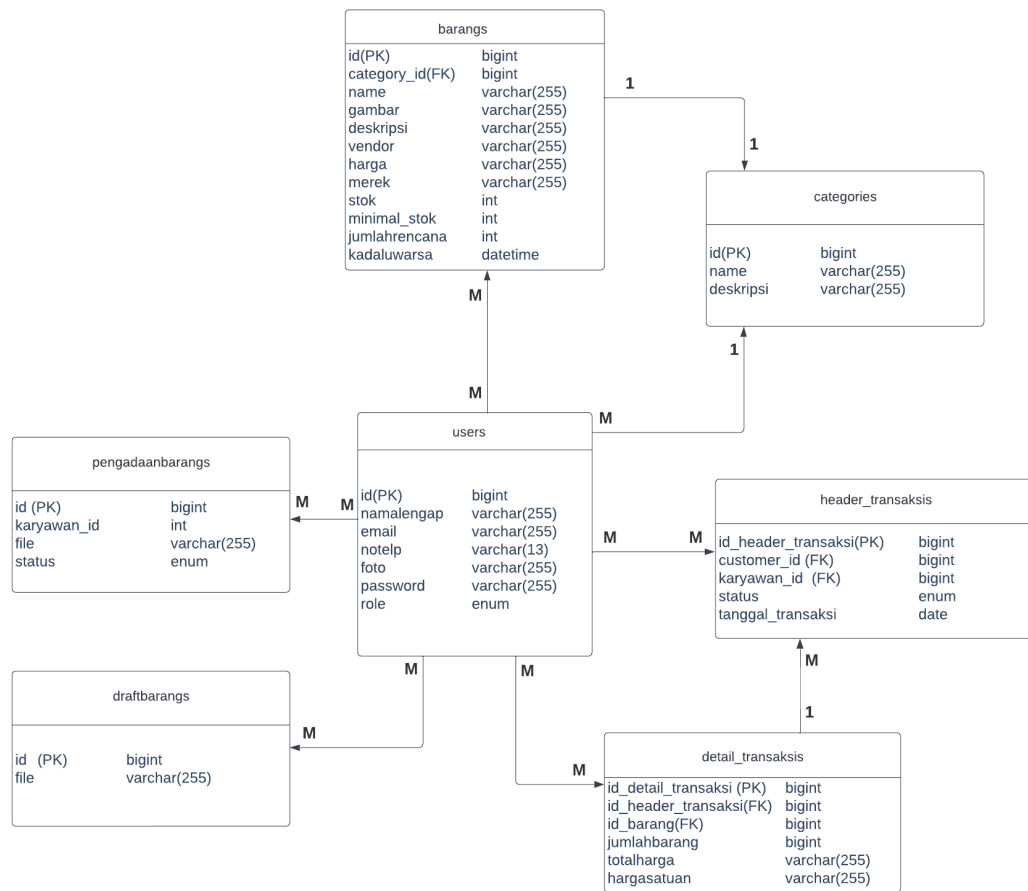 barangs
id(PK) bigint
category_id(FK) bigint
name varchar(255)
gambar varchar(255)
deskripsi varchar(255)
vendor varchar(255)
harga varchar(255)
merek varchar(255)
stok int
minimal_stok int
jumlahrencana int
kadaluwarsa datetime
1
1
categories
id(PK) bigint
name varchar(255)
deskripsi varchar(255)
M
M
1
M
users
id(PK) bigint
namalengap varchar(255)
email varchar(255)
notelp varchar(13)
foto varchar(255)
password varchar(255)
role enum
pengadaanbarangs
id (PK) bigint
karyawan_id int
file varchar(255)
status enum
M M
M M
header_transaksis
id_header_transaksi(PK) bigint
customer_id (FK) bigint
karyawan_id (FK) bigint
status enum
tanggal_transaksi date
M
M
draftbarangs
id (PK) bigint
file varchar(255)
M
M
M
1
detail_transaksis
id_detail_transaksi (PK) bigint
id_header_transaksi(FK) bigint
id_barang(FK) bigint
jumlahbarang bigint
totalharga varchar(255)
hargasatuan varchar(255)